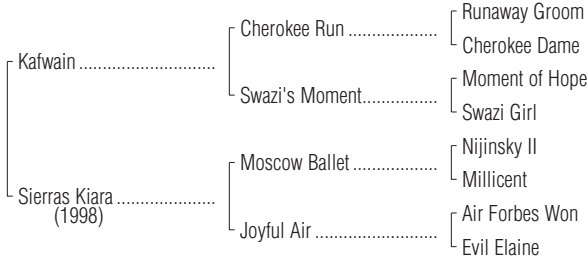 Runaway Groom
Cherokee Run ....................
Cherokee Dame
Kafwain ..............................
Moment of Hope
Swazi's Moment.................
Swazi Girl
Nijinsky II
Moscow Ballet ...................
Millicent
Sierras Kiara .....................
(1998)
Air Forbes Won
Joyful Air ...........................
Evil Elaine